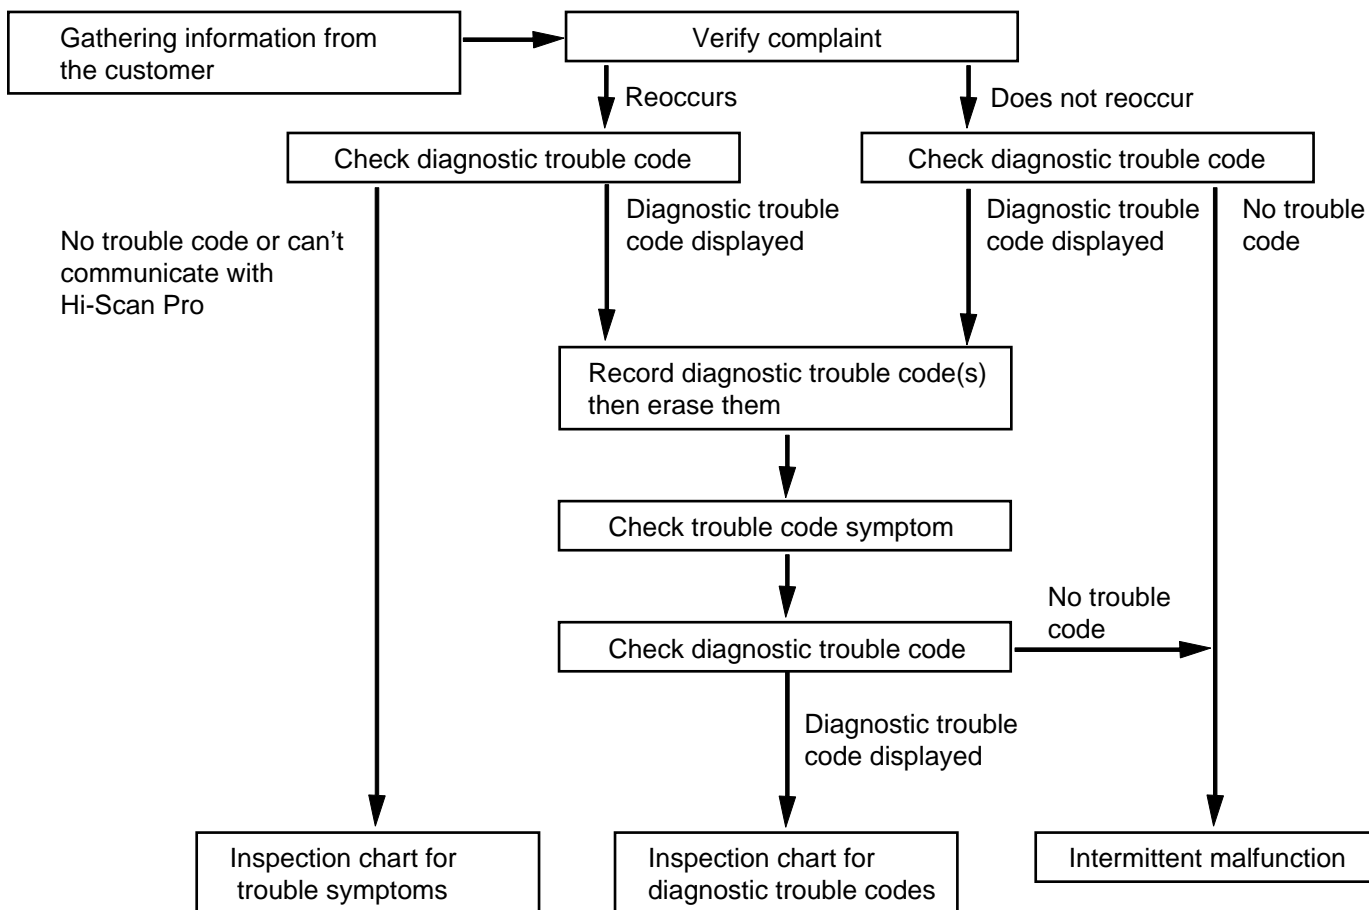 Gathering information from
the customer
Verify complaint
Reoccurs
Does not reoccur
Check diagnostic trouble code
Check diagnostic trouble code
No trouble code or can’t
communicate with
Hi-Scan Pro
Diagnostic trouble
code displayed
Diagnostic trouble
code displayed
No trouble
code
Record diagnostic trouble code(s)
then erase them
Check trouble code symptom
Check diagnostic trouble code
No trouble
code
Diagnostic trouble
code displayed
Inspection chart for
trouble symptoms
Inspection chart for
diagnostic trouble codes
Intermittent malfunction